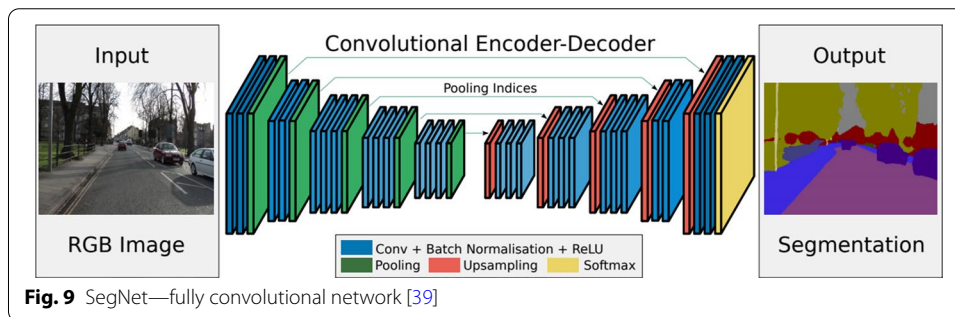 Input
Convolutional Encoder-Decoder
Output
Pooling Indices
RGB Image
Segmentation
Conv + Batch Normalisation + ReLU
Pooling Upsampling Softmax
Fig. 9 SegNet—fully convolutional network [39]